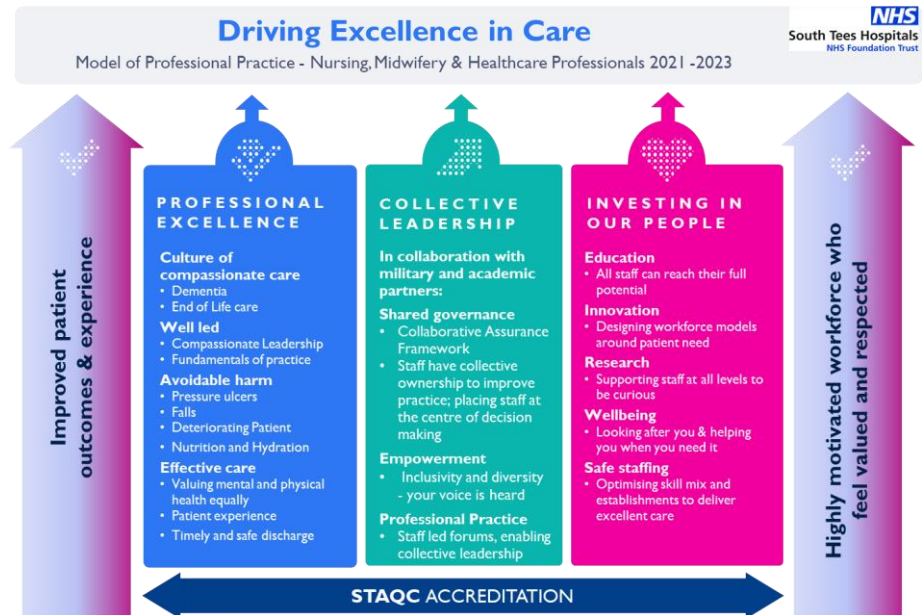 Driving Excellence in Care
Model of Professional Practice - Nursing, Midwifery & Healthcare Professionals 2021 -2023
NHS
South Tees Hospitals
NHS Foundation Trust
Improved patient
outcomes & experience
PROFESSIONAL
EXCELLENCE
Culture of
compassionate care
• Dementia
• End of Life care
Well led
• Compassionate Leadership
• Fundamentals of practice
Avoidable harm
• Pressure ulcers
• Falls
• Deteriorating Patient
• Nutrition and Hydration
Effective care
• Valuing mental and physical
health equally
• Patient experience
• Timely and safe discharge
COLLECTIVE
LEADERSHIP
In collaboration with
military and academic
partners:
Shared governance
• Collaborative Assurance
Framework
• Staff have collective
ownership to improve
practice; placing staff at
the centre of decision
making
Empowerment
• Inclusivity and diversity
- your voice is heard
Professional Practice
• Staff led forums, enabling
collective leadership
INVESTING IN
OUR PEOPLE
Education
• All staff can reach their full
potential
Innovation
• Designing workforce models
around patient need
Research
• Supporting staff at all levels to
be curious
Wellbeing
• Looking after you & helping
you when you need it
Safe staffing
• Optimising skill mix and
establishments to deliver
excellent care
Highly motivated workforce who
feel valued and respected
STAQC ACCREDITATION